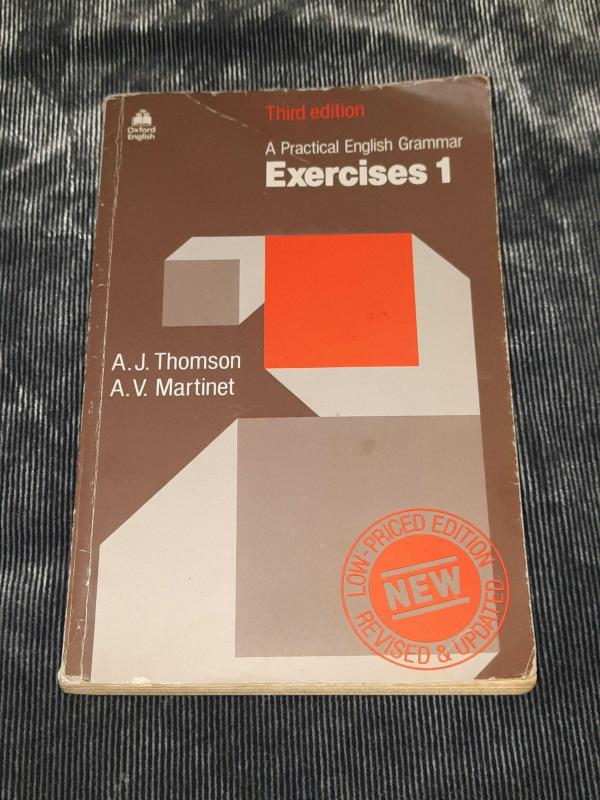 Third edition
Oxford
English
A Practical English Grammar
Exercises 1
A.J. Thomson
A.V. Martinet
LOW-PRICED EDITION
NEW
REVISED & UPDATED